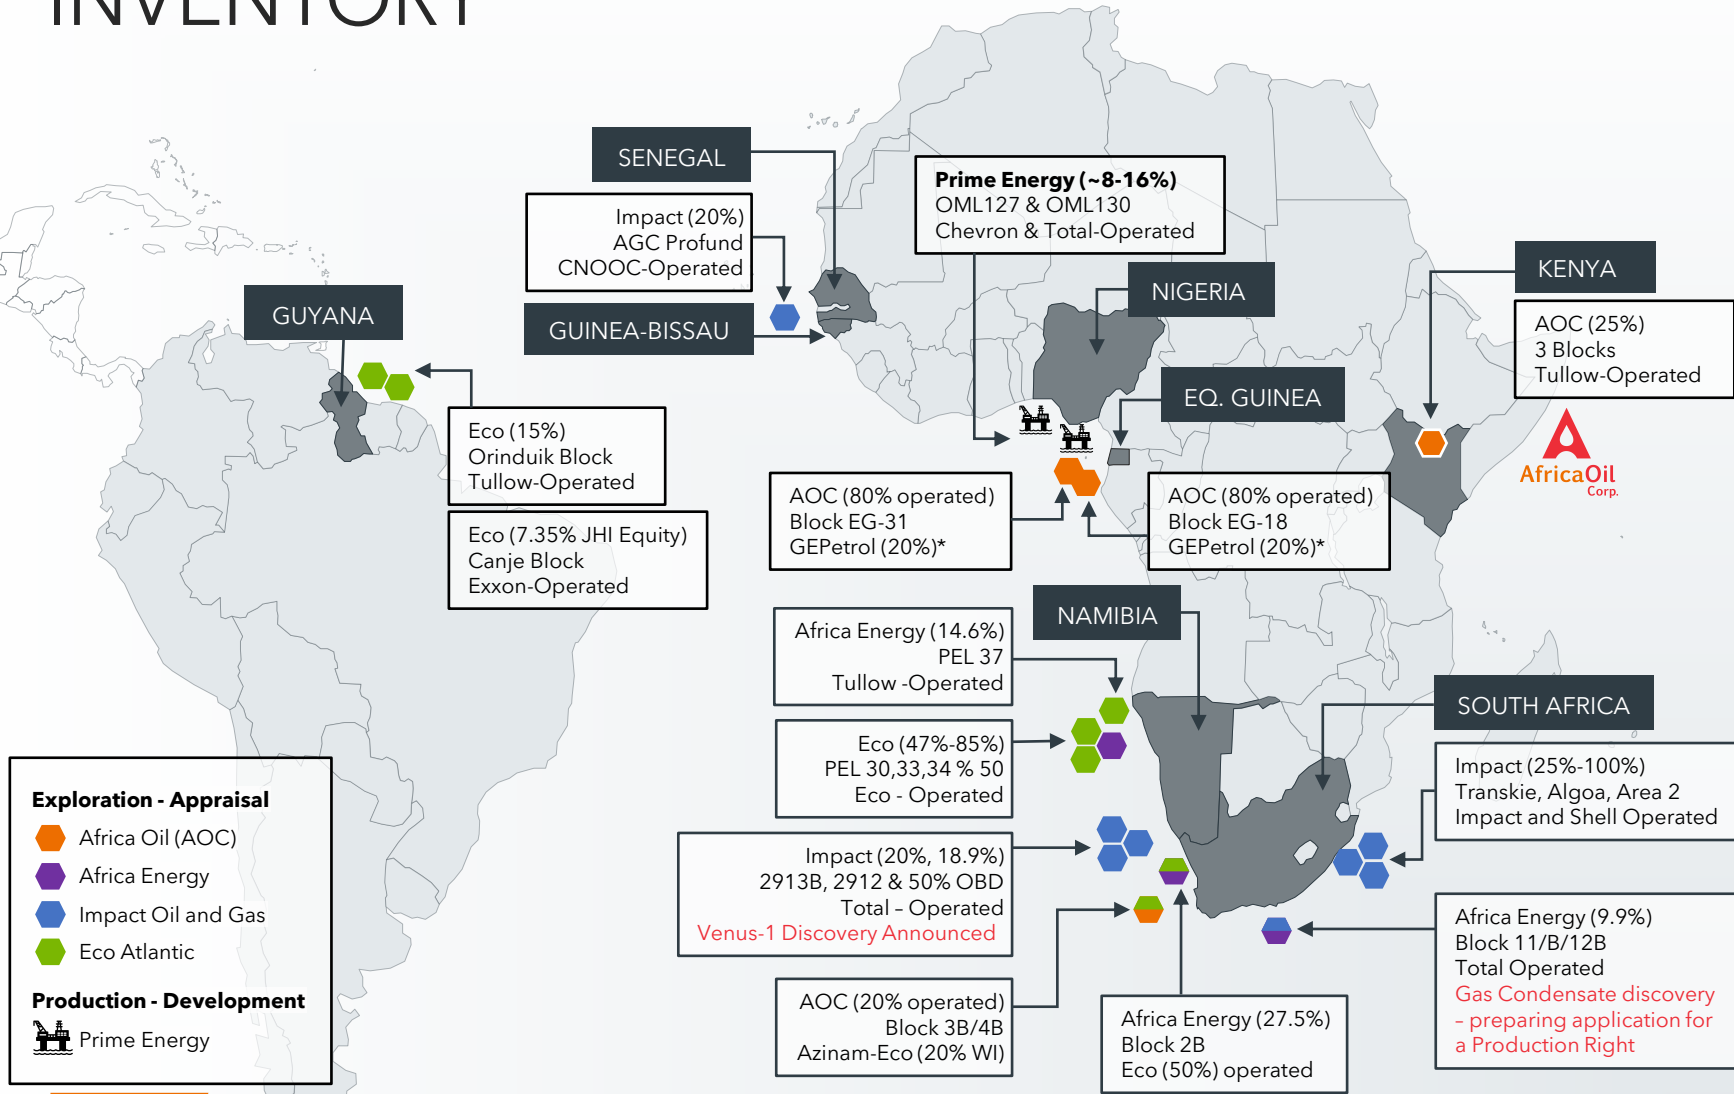 INVENTORY
SENEGAL
Impact (20%)
AGC Profund
CNOOC-Operated
GUINEA-BISSAU
Prime Energy (~8-16%)
OML127 & OML130
Chevron & Total-Operated
NIGERIA
KENYA
AOC (25%)
3 Blocks
Tullow-Operated
AfricaOil
Corp.
GUYANA
Eco (15%)
Orinduik Block
Tullow-Operated
Eco (7.35% JHI Equity)
Canje Block
Exxon-Operated
EQ. GUINEA
AOC (80% operated)
Block EG-31
GEPetrol (20%)*
AOC (80% operated)
Block EG-18
GEPetrol (20%)*
NAMIBIA
Africa Energy (14.6%)
PEL 37
Tullow -Operated
Eco (47%-85%)
PEL 30,33,34 % 50
Eco - Operated
Impact (20%, 18.9%)
2913B, 2912 & 50% OBD
Total – Operated
Venus-1 Discovery Announced
AOC (20% operated)
Block 3B/4B
Azinam-Eco (20% WI)
Africa Energy (27.5%)
Block 2B
Eco (50%) operated
SOUTH AFRICA
Impact (25%-100%)
Transkie, Algoa, Area 2
Impact and Shell Operated
Africa Energy (9.9%)
Block 11/B/12B
Total Operated
Gas Condensate discovery
– preparing application for
a Production Right
Exploration - Appraisal
Africa Oil (AOC)
Africa Energy
Impact Oil and Gas
Eco Atlantic
Production - Development
Prime Energy